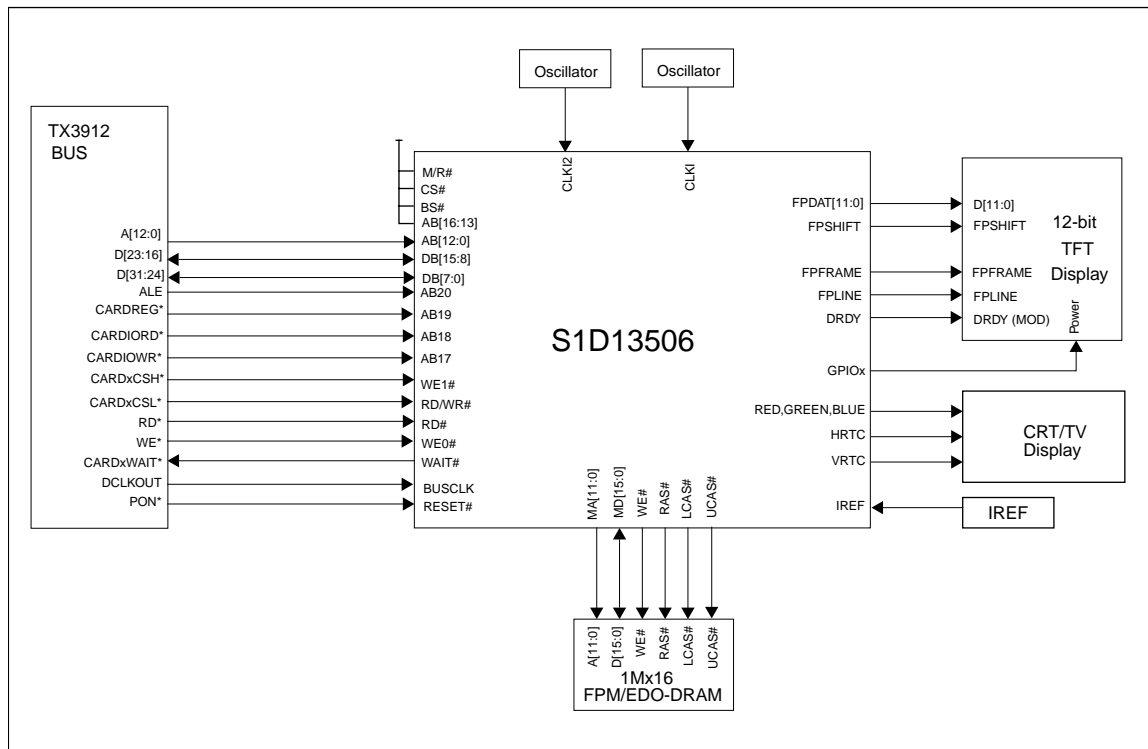 Oscillator
Oscillator
TX3912
BUS
A[12:0]
D[23:16]
D[31:24]
ALE
CARDREG*
CARDIORD*
CARDIOWR*
CARDxCSH*
CARDxCSL*
RD*
WE*
CARDxWAIT*
DCLKOUT
PON*
M/R#
CS#
BS#
AB[16:13]
AB[12:0]
DB[15:8]
DB[7:0]
AB20
AB19
AB18
AB17
WE1#
RD/WR#
RD#
WE0#
WAIT#
BUSCLK
RESET#
CLKI2
CLKI
S1D13506
FPDAT[11:0]
FPSHIFT
FPFRAME
FPLINE
DRDY
GPIOx
RED,GREEN,BLUE
HRTC
VRTC
IREF
D[11:0]
FPSHIFT
FPFRAME
FPLINE
DRDY (MOD)
12-bit
TFT
Display
Power
CRT/TV
Display
IREF
MA[11:0]
MD[15:0]
WE#
RAS#
LCAS#
UCAS#
A[11:0]
D[15:0]
WE#
RAS#
LCAS#
UCAS#
1Mx16
FPM/EDO-DRAM